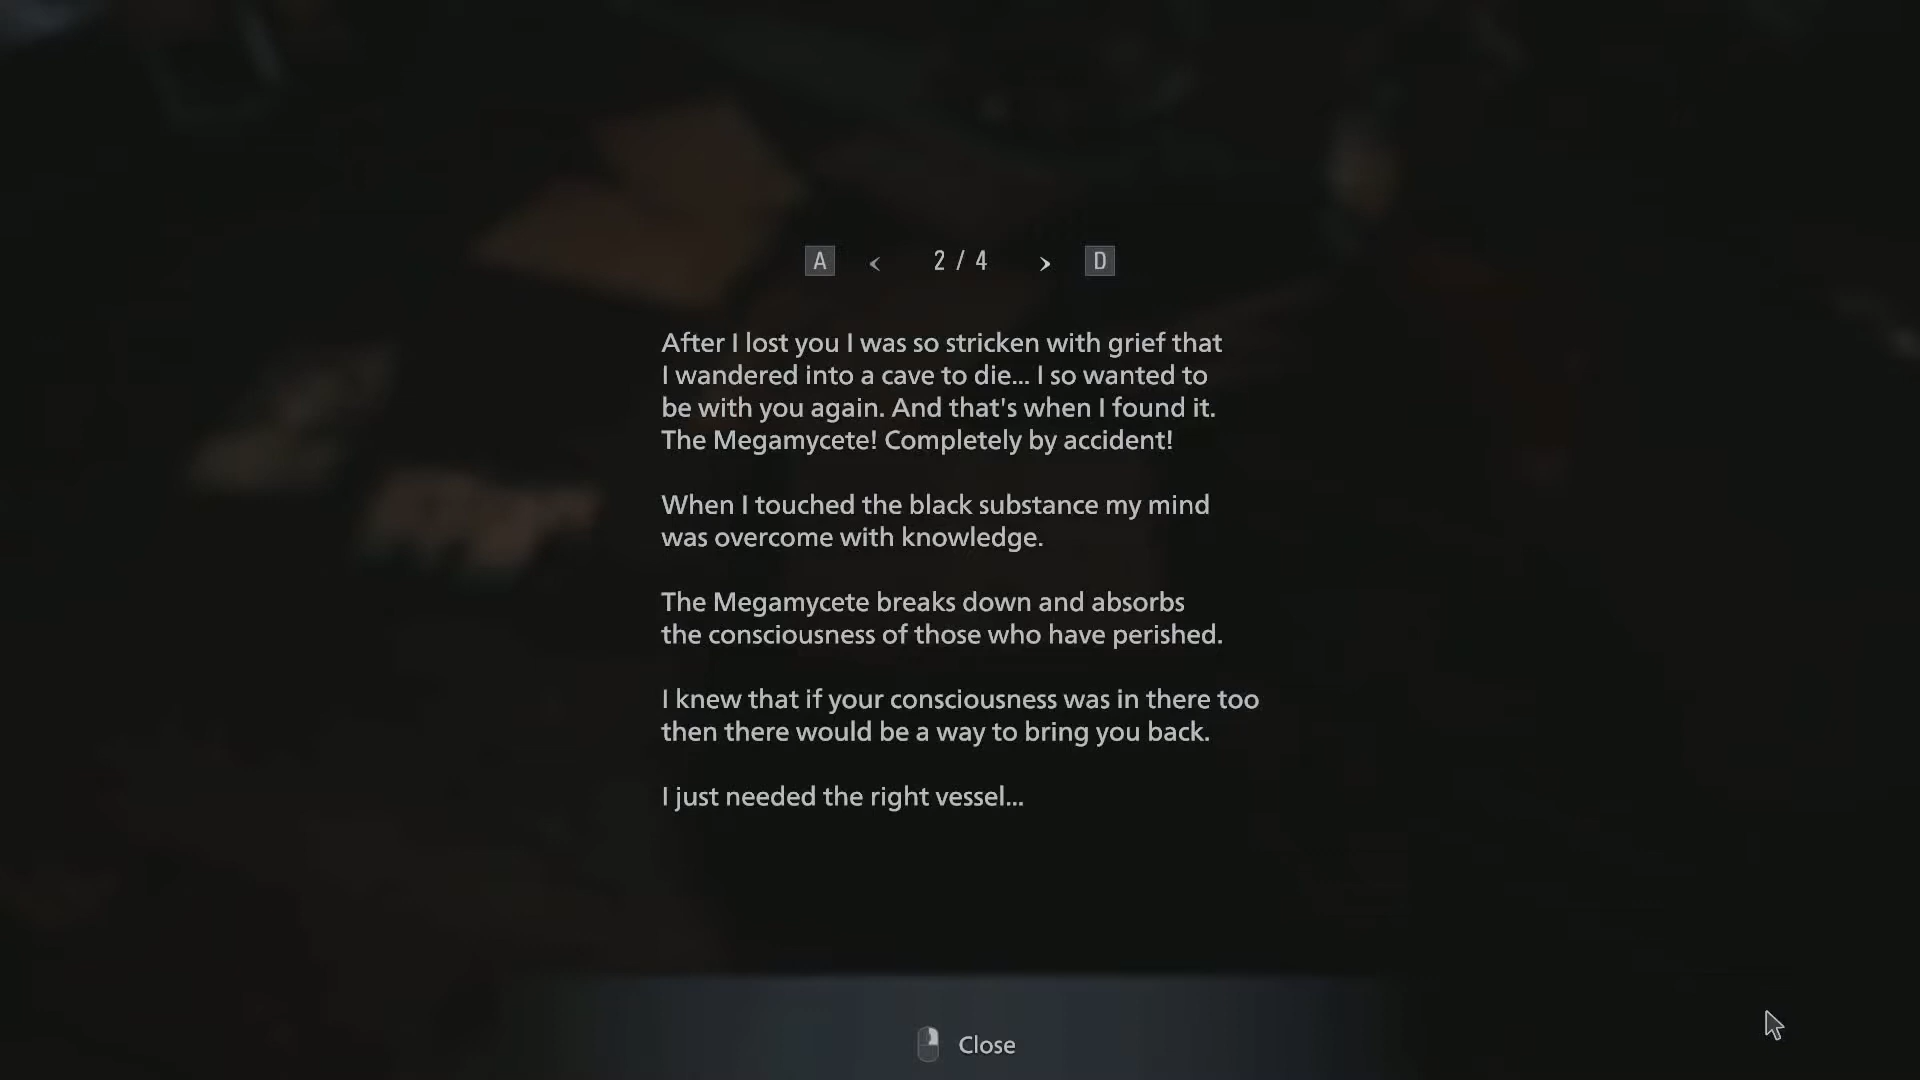 A < 2 / 4 > D
After I lost you I was so stricken with grief that
I wandered into a cave to die... I so wanted to
be with you again. And that's when I found it.
The Megamycete! Completely by accident!
When I touched the black substance my mind
was overcome with knowledge.
The Megamycete breaks down and absorbs
the consciousness of those who have perished.
I knew that if your consciousness was in there too
then there would be a way to bring you back.
I just needed the right vessel...
Close